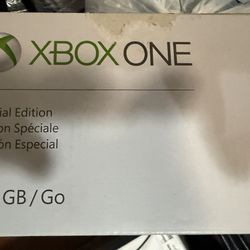 XBOX ONE
ial Edition
on Spéciale
ón Especial
GB/Go